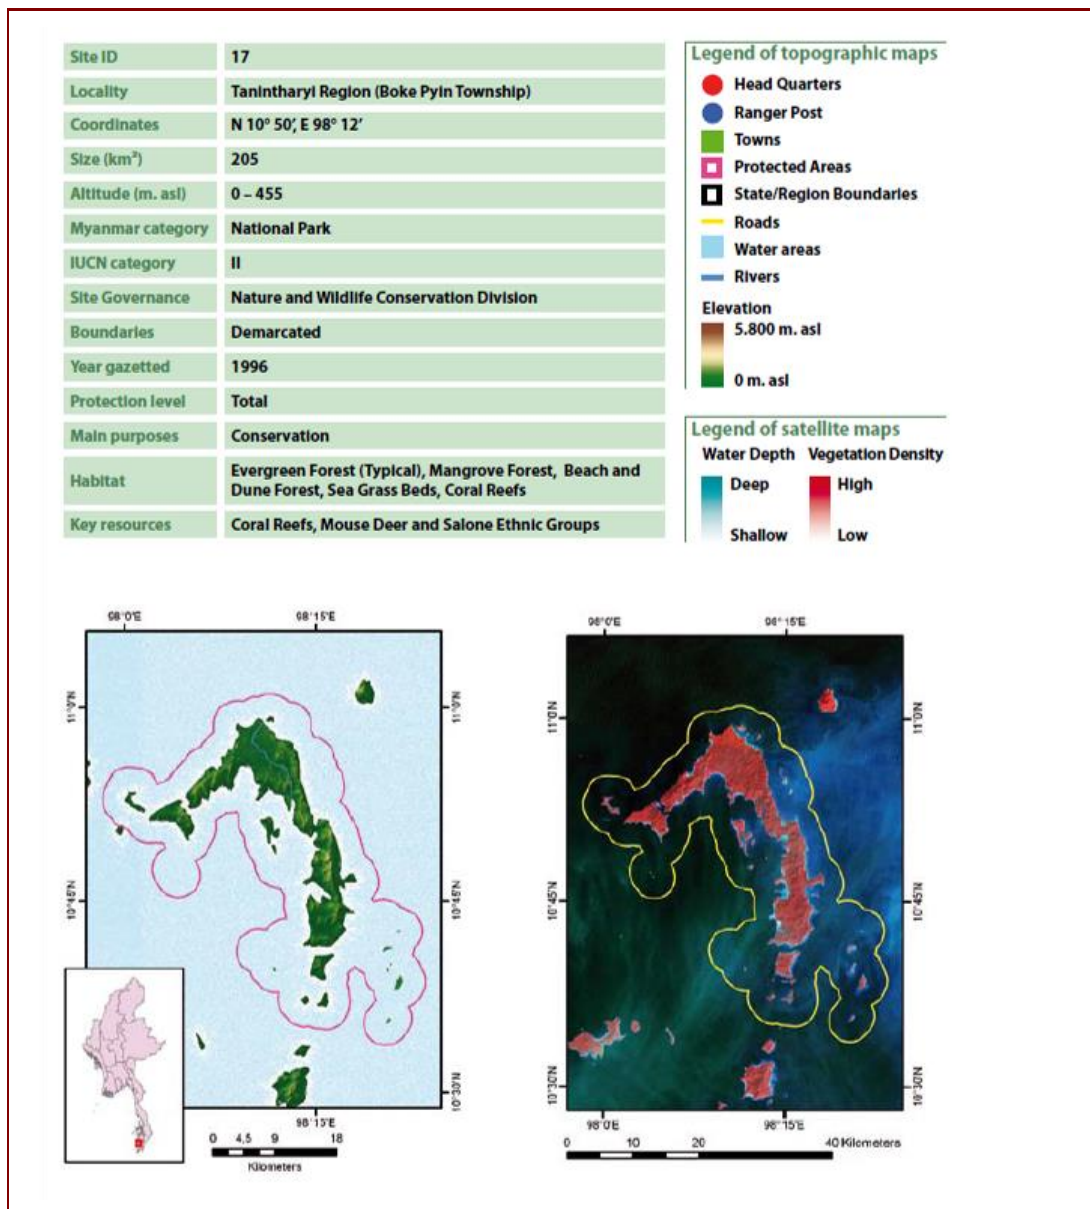 Site ID 17
Locality Tanintharyi Region (Boke Pyin Township)
Coordinates N 10° 50', E 98° 12'
Size (km²) 205
Altitude (m. asl) 0 – 455
Myanmar category National Park
IUCN category II
Site Governance Nature and Wildlife Conservation Division
Boundaries Demarcated
Year gazetted 1996
Protection level Total
Main purposes Conservation
Habitat Evergreen Forest (Typical), Mangrove Forest, Beach and
Dune Forest, Sea Grass Beds, Coral Reefs
Key resources Coral Reefs, Mouse Deer and Salone Ethnic Groups
Legend of topographic maps
Head Quarters
Ranger Post
Towns
Protected Areas
State/Region Boundaries
Roads
Water areas
Rivers
Elevation
5.800 m. asl
0 m. asl
Legend of satellite maps
Water Depth Vegetation Density
Deep High
Shallow Low
98°0'E 98°15'E
11°0'N 11°0'N
10°45'N 10°45'N
10°30'N
98°15'E
0 4,5 9 18
Kilometers
98°0'E 98°15'E
11°0'N 11°0'N
10°45'N 10°45'N
10°30'N 10°30'N
98°0'E 98°15'E
0 10 20 40 Kilometers